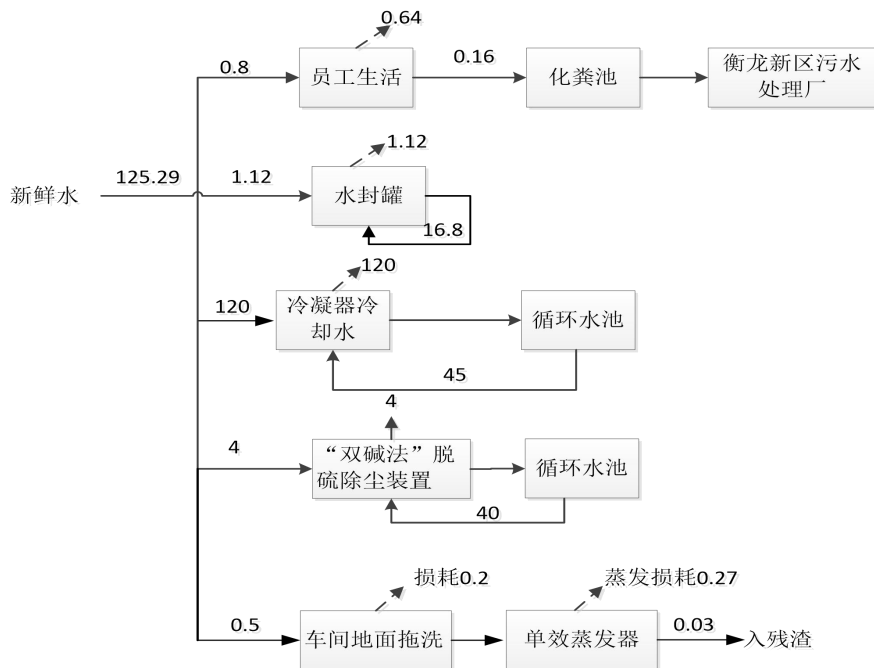 0.64
0.8
员工生活
0.16
化粪池
衡龙新区污水
处理厂
1.12
新鲜水
125.29
1.12
水封罐
16.8
120
120
冷凝器冷
却水
循环水池
45
4
4
“双碱法”脱
硫除尘装置
循环水池
40
损耗0.2
蒸发损耗0.27
0.5
车间地面拖洗
单效蒸发器
0.03
入残渣